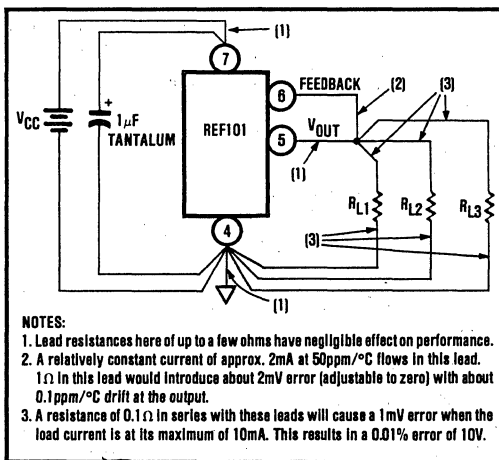 (1)
7
6
FEEDBACK
(2)
(3)
VCC
+
1µF
TANTALUM
REF101
5
VOUT
(1)
RL1
RL2
RL3
(3)
4
(1)
NOTES:
1. Lead resistances here of up to a few ohms have negligible effect on performance.
2. A relatively constant current of approx. 2mA at 50ppm/°C flows in this lead.
1Ω in this lead would introduce about 2mV error (adjustable to zero) with about
0.1ppm/°C drift at the output.
3. A resistance of 0.1Ω in series with these leads will cause a 1mV error when the
load current is at its maximum of 10mA. This results in a 0.01% error of 10V.